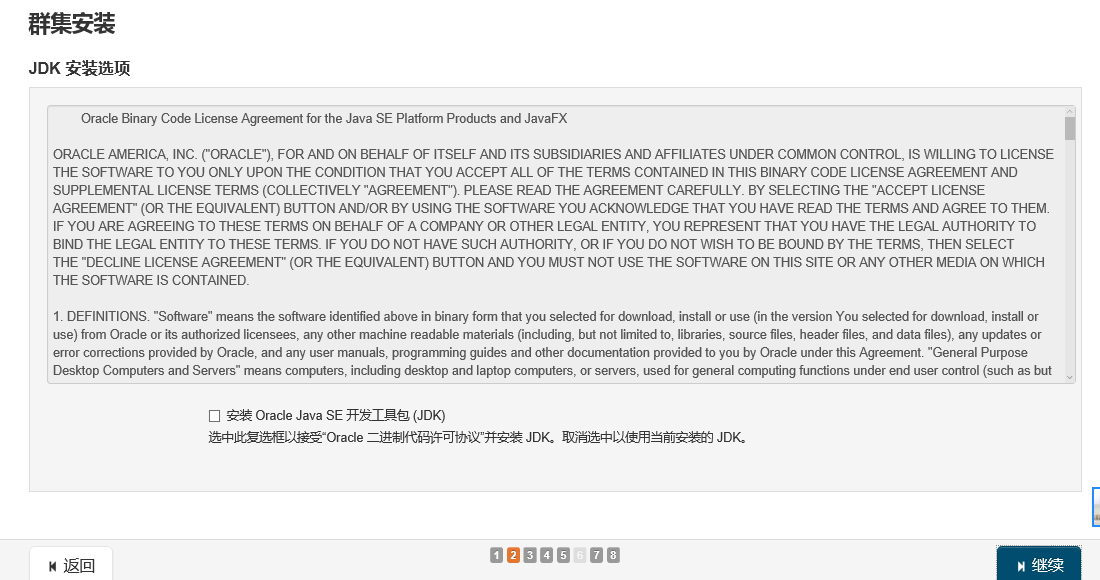 群集安装
JDK 安装选项
Oracle Binary Code License Agreement for the Java SE Platform Products and JavaFX
ORACLE AMERICA, INC. ("ORACLE"), FOR AND ON BEHALF OF ITSELF AND ITS SUBSIDIARIES AND AFFILIATES UNDER COMMON CONTROL, IS WILLING TO LICENSE
THE SOFTWARE TO YOU ONLY UPON THE CONDITION THAT YOU ACCEPT ALL OF THE TERMS CONTAINED IN THIS BINARY CODE LICENSE AGREEMENT AND
SUPPLEMENTAL LICENSE TERMS (COLLECTIVELY "AGREEMENT"). PLEASE READ THE AGREEMENT CAREFULLY. BY SELECTING THE "ACCEPT LICENSE
AGREEMENT" (OR THE EQUIVALENT) BUTTON AND/OR BY USING THE SOFTWARE YOU ACKNOWLEDGE THAT YOU HAVE READ THE TERMS AND AGREE TO THEM.
IF YOU ARE AGREEING TO THESE TERMS ON BEHALF OF A COMPANY OR OTHER LEGAL ENTITY, YOU REPRESENT THAT YOU HAVE THE LEGAL AUTHORITY TO
BIND THE LEGAL ENTITY TO THESE TERMS. IF YOU DO NOT HAVE SUCH AUTHORITY, OR IF YOU DO NOT WISH TO BE BOUND BY THE TERMS, THEN SELECT
THE "DECLINE LICENSE AGREEMENT" (OR THE EQUIVALENT) BUTTON AND YOU MUST NOT USE THE SOFTWARE ON THIS SITE OR ANY OTHER MEDIA ON WHICH
THE SOFTWARE IS CONTAINED.
1. DEFINITIONS. "Software" means the software identified above in binary form that you selected for download, install or use (in the version You selected for download, install or
use) from Oracle or its authorized licensees, any other machine readable materials (including, but not limited to, libraries, source files, header files, and data files), any updates or
error corrections provided by Oracle, and any user manuals, programming guides and other documentation provided to you by Oracle under this Agreement. "General Purpose
Desktop Computers and Servers" means computers, including desktop and laptop computers, or servers, used for general computing functions under end user control (such as but
安装 Oracle Java SE 开发工具包 (JDK)
选中此复选框以接受“Oracle 二进制代码许可协议”并安装 JDK。取消选中以使用当前安装的 JDK。
返回
1 2 3 4 5 6 7 8
继续